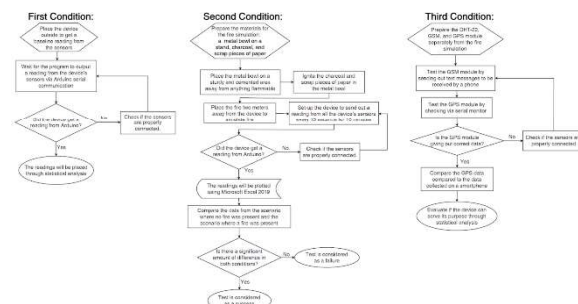 First Condition:
Place the device
outside to get a
baseline reading from
the sensors
Wait for the program to output
a reading from the device's
sensors via Arduino serial
communication
Did the device get a
reading from Arduino?
No
Check if the sensors
are properly
connected.
Yes
The readings will be placed
through statistical analysis
Second Condition:
Prepare the materials for
the fire simulation:
a metal bowl on a
stand, charcoal, and
scrap pieces of paper
Place the metal bowl on a
sturdy and cemented area
away from anything flammable
Ignite the charcoal and
scrap pieces of paper in
the metal bowl
Place the fire two meters
away from the device to
Set up the device to send out a
reading from all the device's sensors
every 10 seconds for 10 minutes
Did the device get a
reading from Arduino?
No
Check if the sensors
are properly connected.
Yes
The readings will be plotted
using Microsoft Excel 2019
Compare the data from the scenario
where no fire was present and the
scenario where a fire was present
Is there a significant
amount of difference in
both conditions?
No
Test is considered
as a failure
Yes
Test is considered
as a success
Third Condition:
Prepare the DHT-22,
GSM, and GPS module
separately from the fire
simulation
Test the GSM module by
sending out text messages to be
received by a phone
Test the GPS module by
checking via serial monitor
Is the GPS module
giving out correct data?
No
Check if the sensors are
properly connected
Yes
Compare the GPS data
compared to the data
collected on a smartphone
Evaluate if the device can
serve its purpose through
statistical analysis